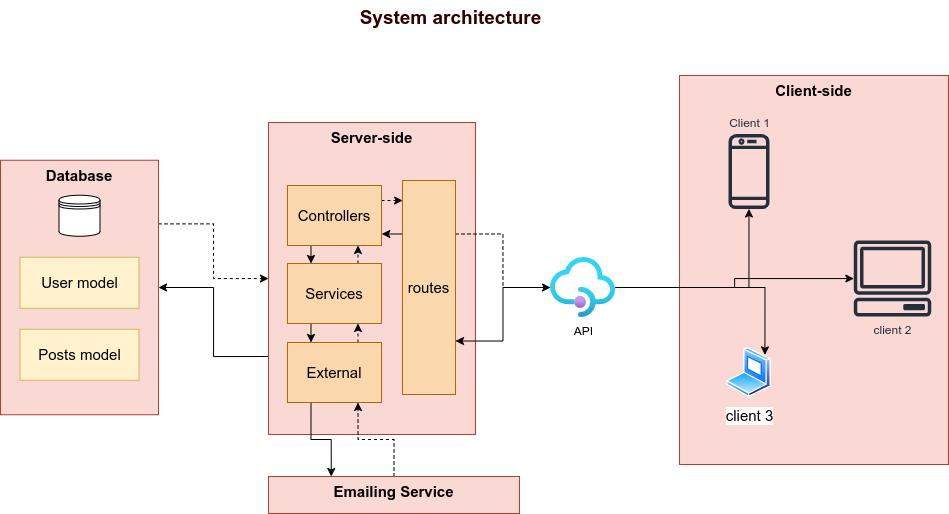 System architecture
Database
User model
Posts model
Server-side
Controllers
Services
External
routes
Emailing Service
API
Client-side
Client 1
client 2
client 3